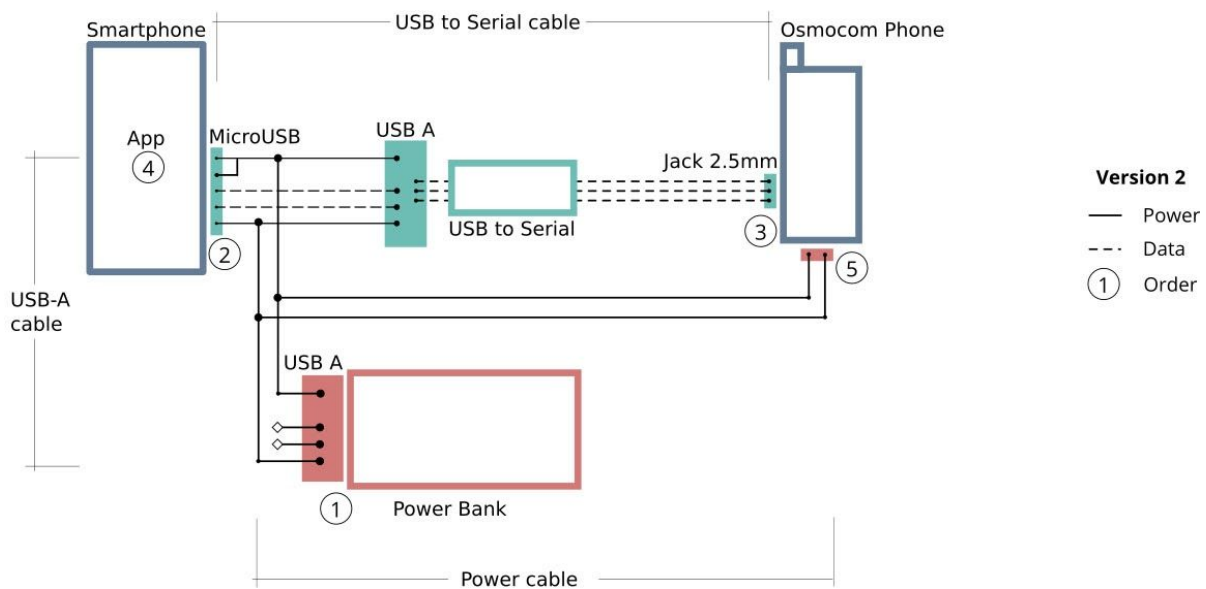 USB to Serial cable
Smartphone
Osmocom Phone
App
4
MicroUSB
USB A
Jack 2.5mm
USB to Serial
2
3
5
USB-A
cable
USB A
1
Power Bank
Power cable
Version 2
Power
Data
1 Order